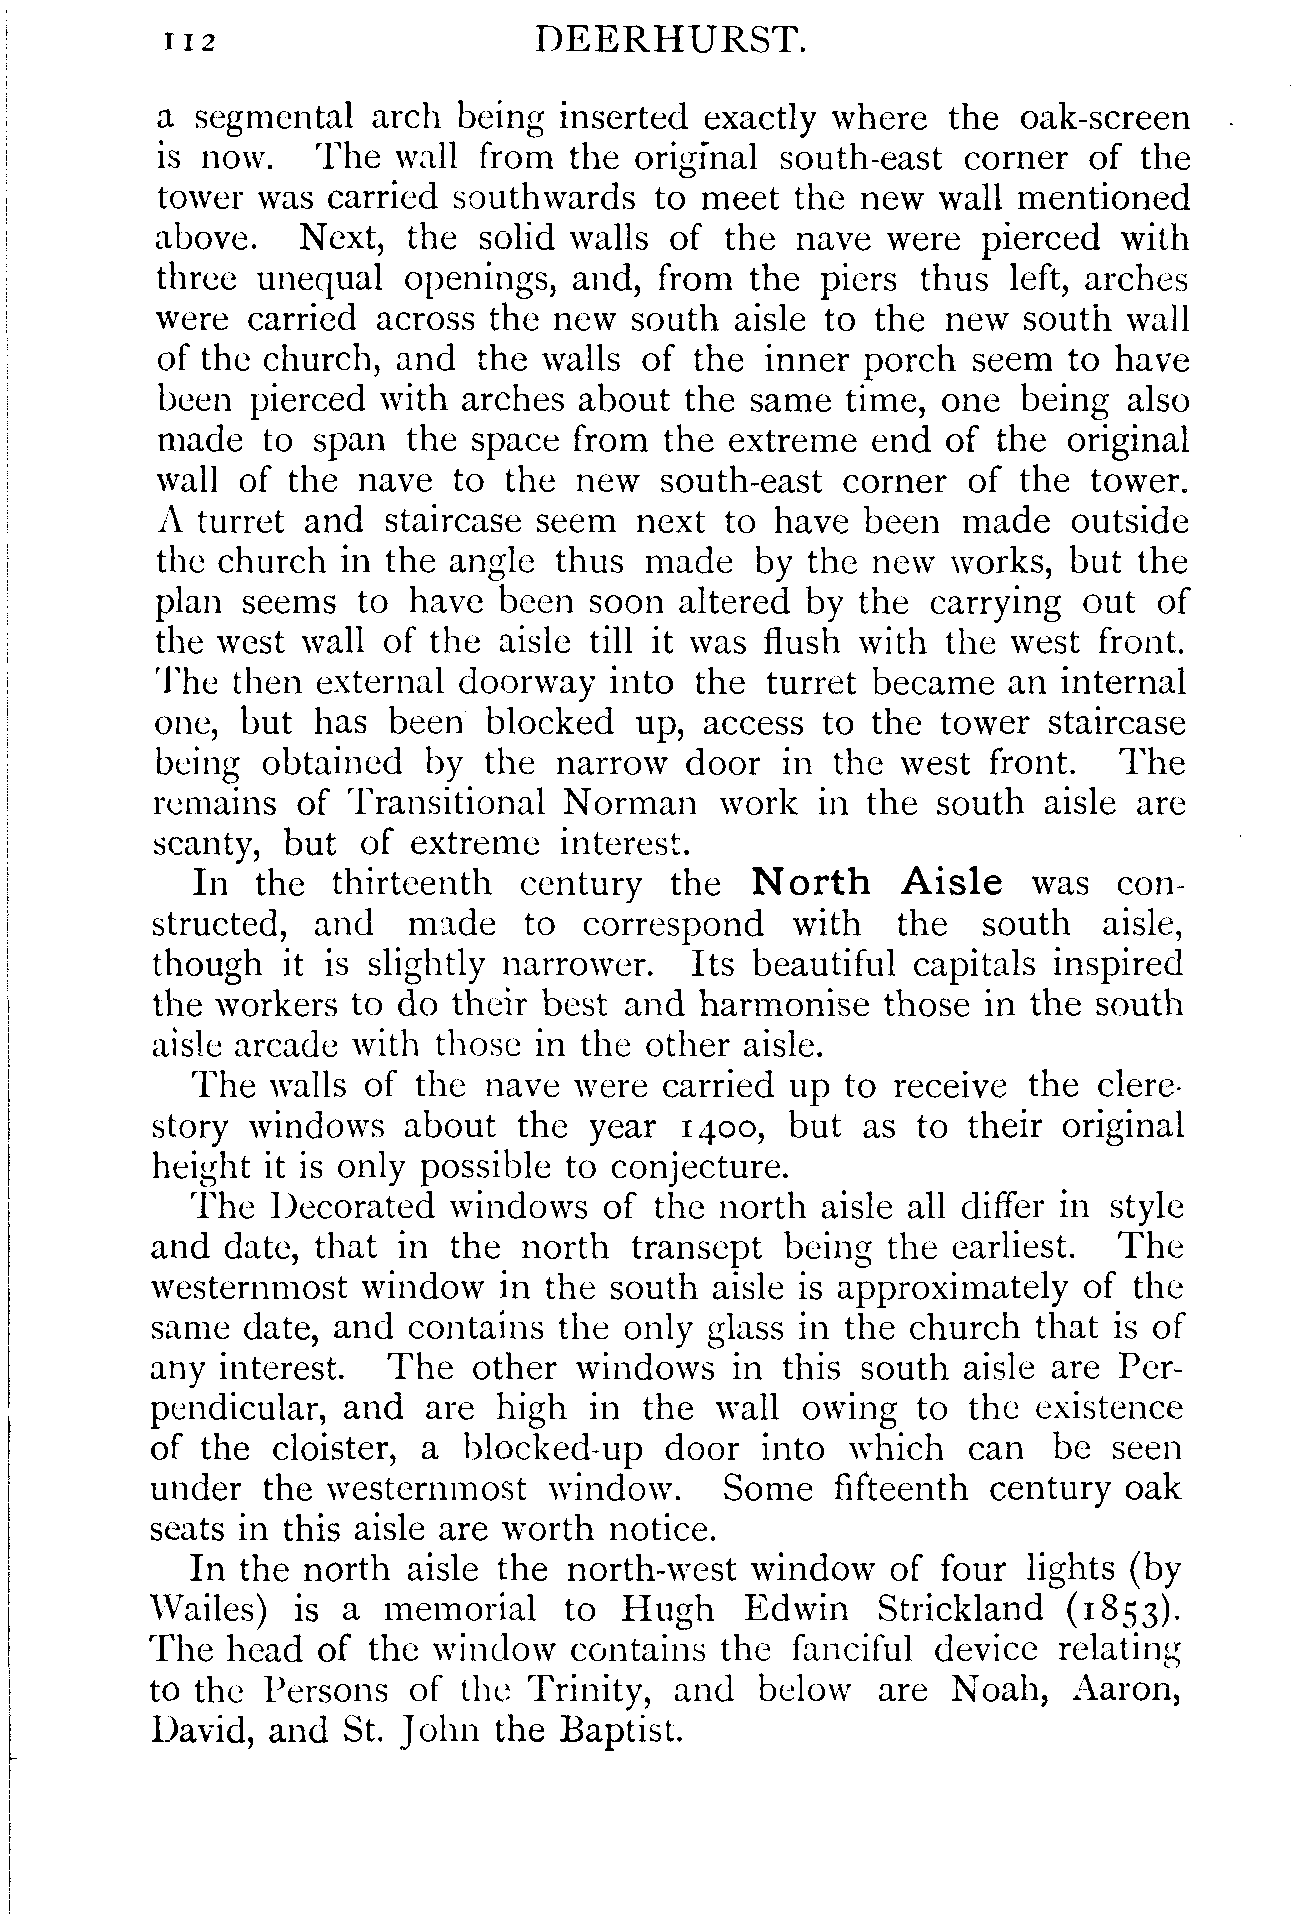 112 DEERHURST.
a segmental arch being inserted exactly where the oak-screen
is now. The wall from the original south-east corner of the
tower was carried southwards to meet the new wall mentioned
above. Next, the solid walls of the nave were pierced with
three unequal openings, and, from the piers thus left, arches
were carried across the new south aisle to the new south wall
of the church, and the walls of the inner porch seem to have
been pierced with arches about the same time, one being also
made to span the space from the extreme end of the original
wall of the nave to the new south-east corner of the tower.
A turret and staircase seem next to have been made outside
the church in the angle thus made by the new works, but the
plan seems to have been soon altered by the carrying out of
the west wall of the aisle till it was flush with the west front.
The then external doorway into the turret became an internal
one, but has been blocked up, access to the tower staircase
being obtained by the narrow door in the west front. The
remains of Transitional Norman work in the south aisle are
scanty, but of extreme interest.
In the thirteenth century the North Aisle was con-
structed, and made to correspond with the south aisle,
though it is slightly narrower. Its beautiful capitals inspired
the workers to do their best and harmonise those in the south
aisle arcade with those in the other aisle.
The walls of the nave were carried up to receive the clere-
story windows about the year 1400, but as to their original
height it is only possible to conjecture.
The Decorated windows of the north aisle all differ in style
and date, that in the north transept being the earliest. The
westernmost window in the south aisle is approximately of the
same date, and contains the only glass in the church that is of
any interest. The other windows in this south aisle are Per-
pendicular, and are high in the wall owing to the existence
of the cloister, a blocked-up door into which can be seen
under the westernmost window. Some fifteenth century oak
seats in this aisle are worth notice.
In the north aisle the north-west window of four lights (by
Wailes) is a memorial to Hugh Edwin Strickland (1853).
The head of the window contains the fanciful device relating
to the Persons of the Trinity, and below are Noah, Aaron,
David, and St. John the Baptist.